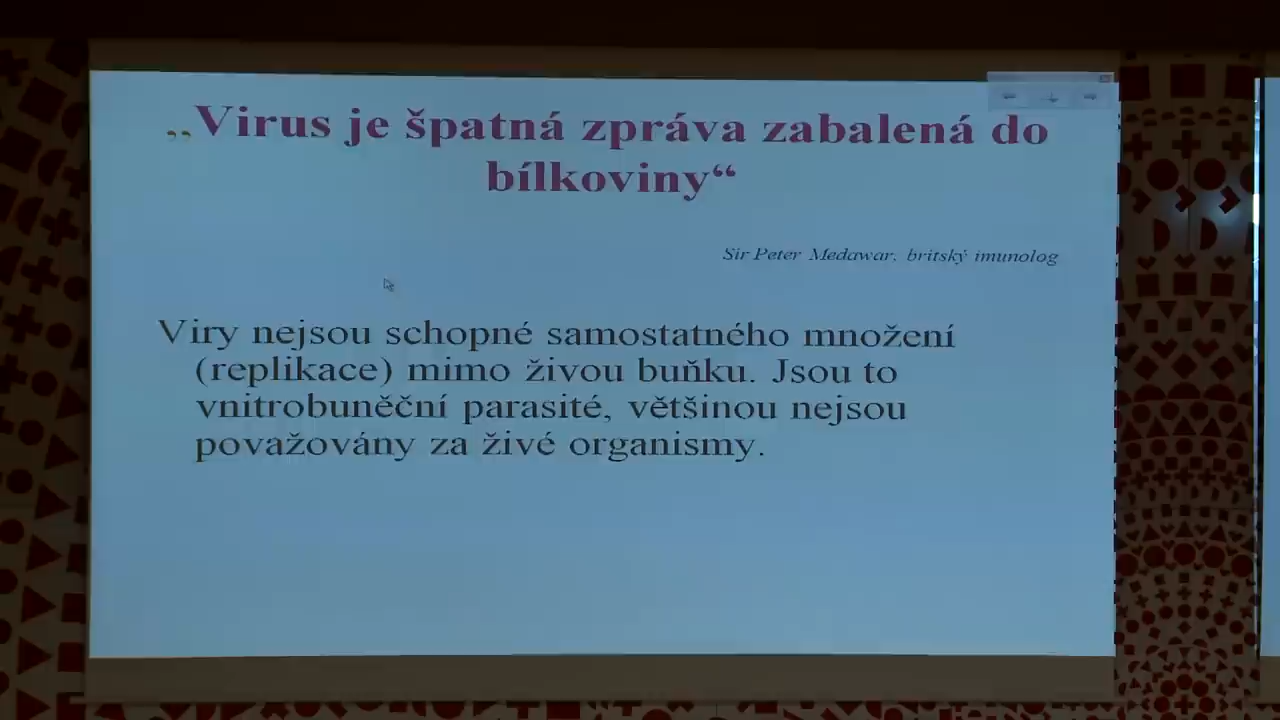 „Virus je špatná zpráva zabalená do
bílkoviny“
Sir Peter Medawar, britský imunolog
Viry nejsou schopné samostatného množení
(replikace) mimo živou buňku. Jsou to
vnitrobuněční parasité, většinou nejsou
považovány za živé organismy.